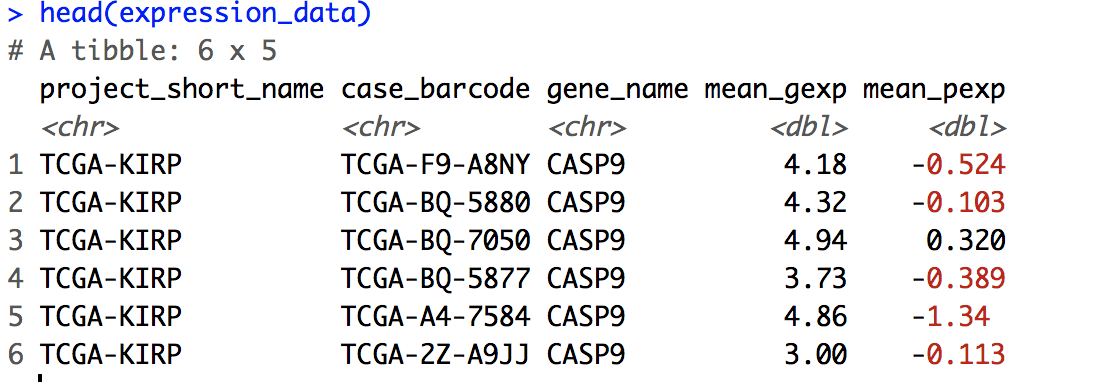 > head(expression_data)
# A tibble: 6 x 5
project_short_name case_barcode gene_name mean_gexp mean_pexp
<chr> <chr> <chr> <dbl> <dbl>
1 TCGA-KIRP TCGA-F9-A8NY CASP9 4.18 -0.524
2 TCGA-KIRP TCGA-BQ-5880 CASP9 4.32 -0.103
3 TCGA-KIRP TCGA-BQ-7050 CASP9 4.94 0.320
4 TCGA-KIRP TCGA-BQ-5877 CASP9 3.73 -0.389
5 TCGA-KIRP TCGA-A4-7584 CASP9 4.86 -1.34
6 TCGA-KIRP TCGA-2Z-A9JJ CASP9 3.00 -0.113